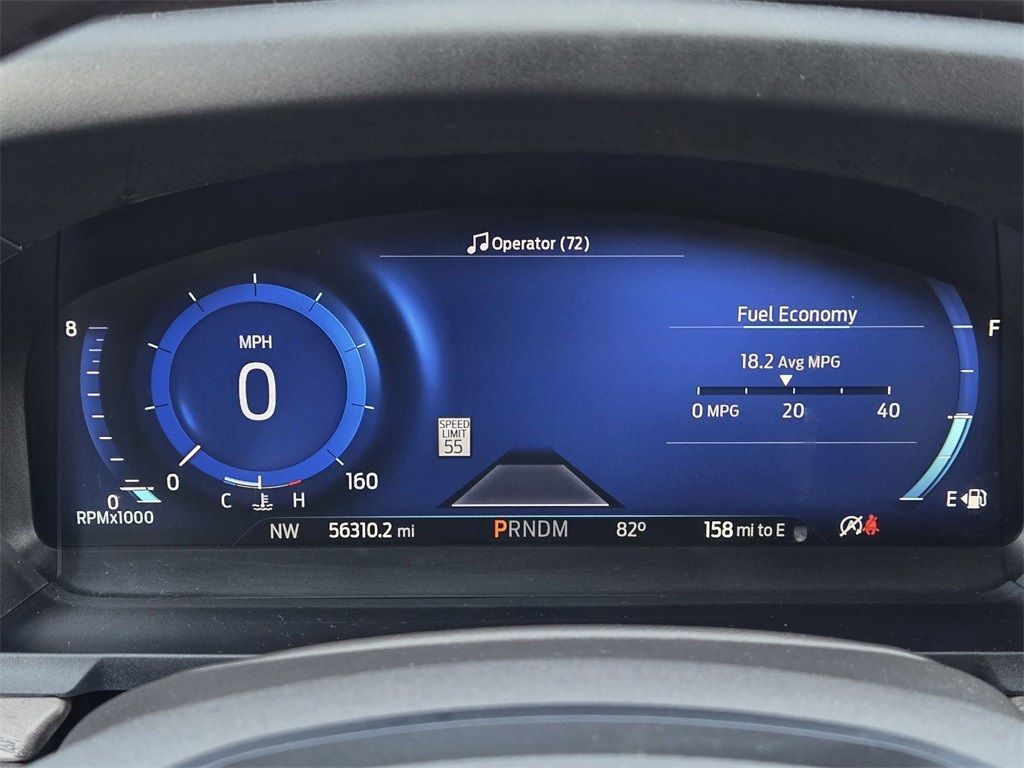 Operator (72)
8
MPH
0
0
160
C
H
0
RPMx1000
SPEED
LIMIT
55
Fuel Economy
18.2 Avg MPG
0 MPG 20 40
F
E
NW 56310.2 mi PRNDM 82º 158 mi to E